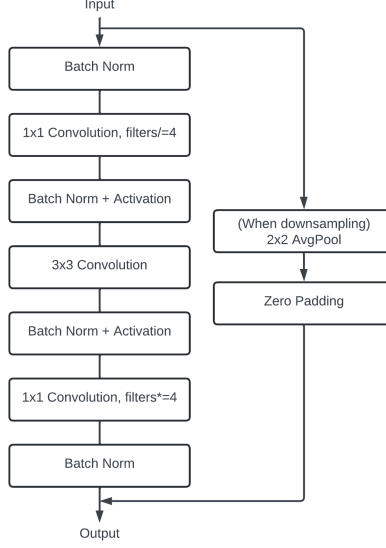 Input
Batch Norm
1x1 Convolution, filters/=4
Batch Norm + Activation
3x3 Convolution
Batch Norm + Activation
1x1 Convolution, filters*=4
Batch Norm
Output
(When downsampling)
2x2 AvgPool
Zero Padding